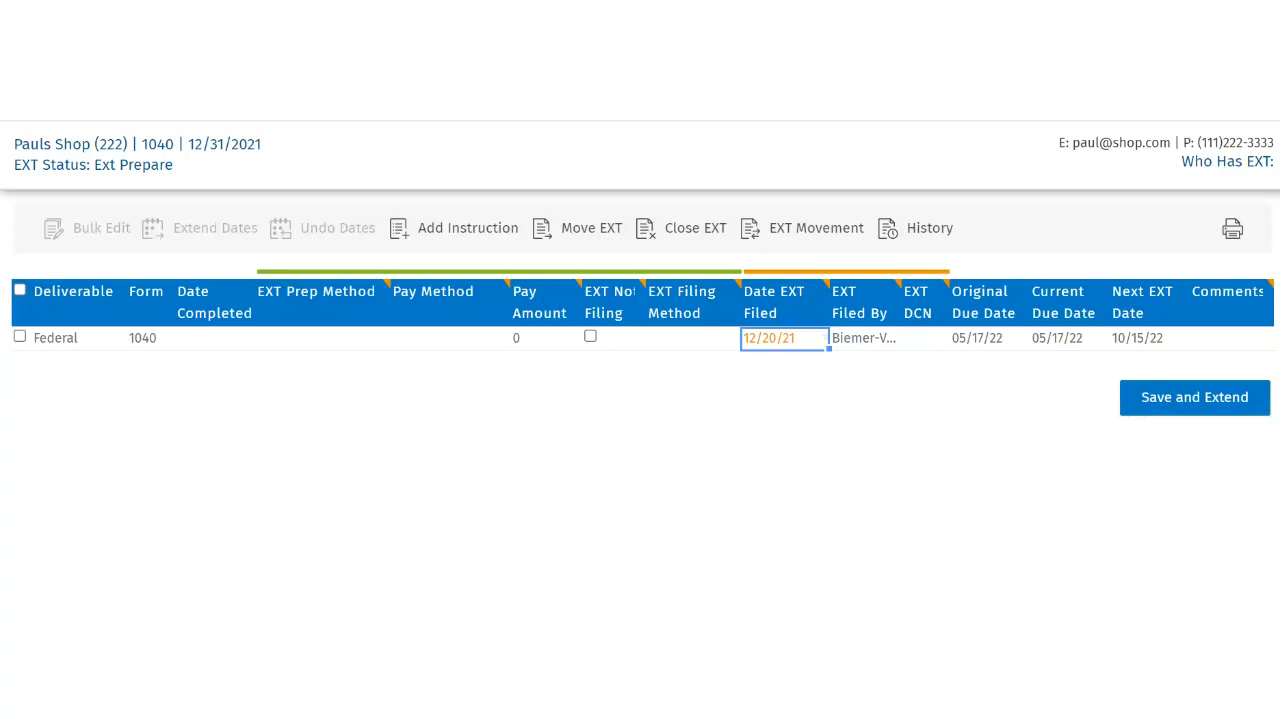 Pauls Shop (222) | 1040 | 12/31/2021
E: paul@shop.com | P: (111)222-3333
EXT Status: Ext Prepare
Who Has EXT:
Bulk Edit Extend Dates Undo Dates Add Instruction Move EXT Close EXT EXT Movement History
Deliverable Form Date Completed EXT Prep Method Pay Method Pay Amount EXT Not Filing EXT Filing Method Date EXT Filed EXT Filed By EXT DCN Original Due Date Current Due Date Next EXT Date Comments
Federal 1040 0 12/20/21 Biemer-V... 05/17/22 05/17/22 10/15/22
Save and Extend